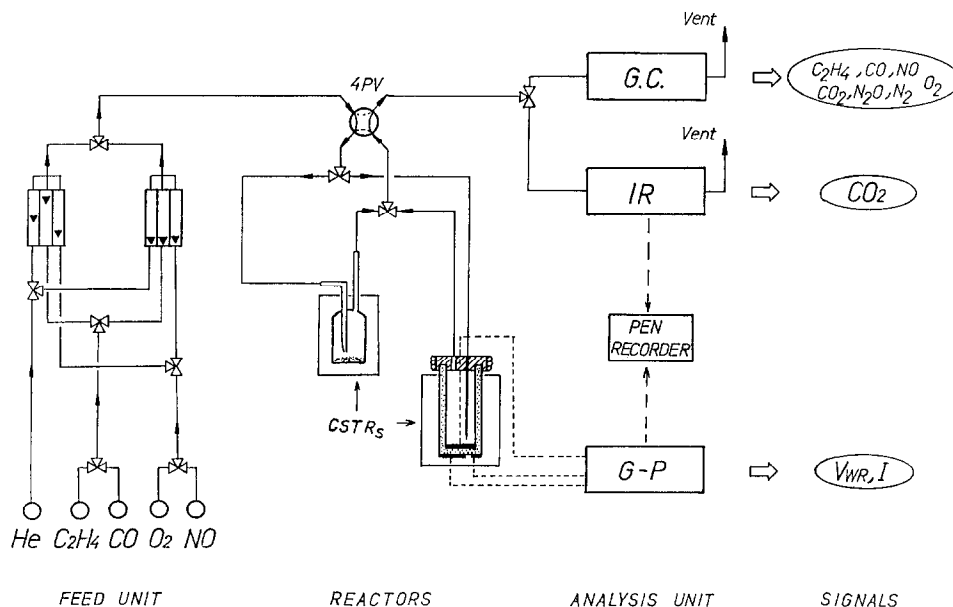 Vent
G.C.
C₂H₄, CO, NO
CO₂, N₂O, N₂ O₂
4PV
Vent
IR
CO₂
PEN
RECORDER
CSTRs
G-P
VWR, I
He C₂H₄ CO O₂ NO
FEED UNIT REACTORS ANALYSIS UNIT SIGNALS